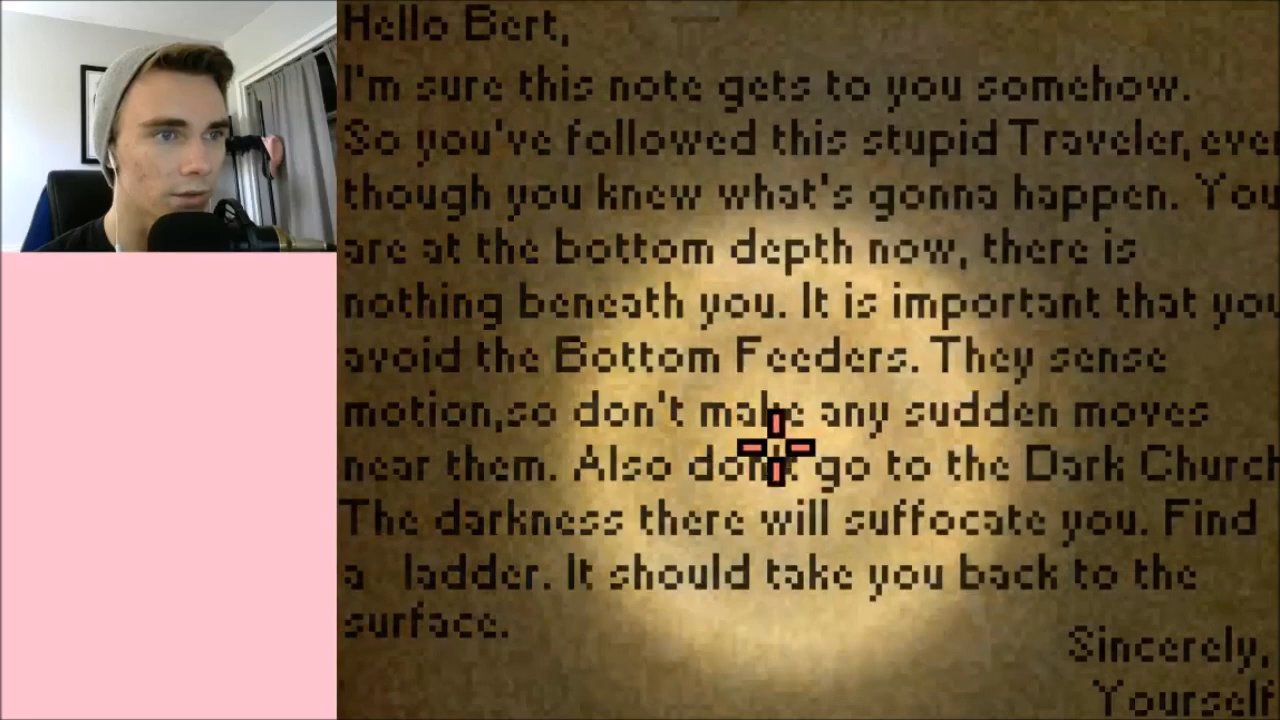 Hello Bert,
I'm sure this note gets to you somehow.
So you've followed this stupid Traveler, even
though you knew what's gonna happen. You
are at the bottom depth now, there is
nothing beneath you. It is important that you
avoid the Bottom Feeders. They sense
motion,so don't make any sudden moves
near them. Also don't go to the Dark Church
The darkness there will suffocate you. Find
a ladder. It should take you back to the
surface.
Sincerely,
Yourself